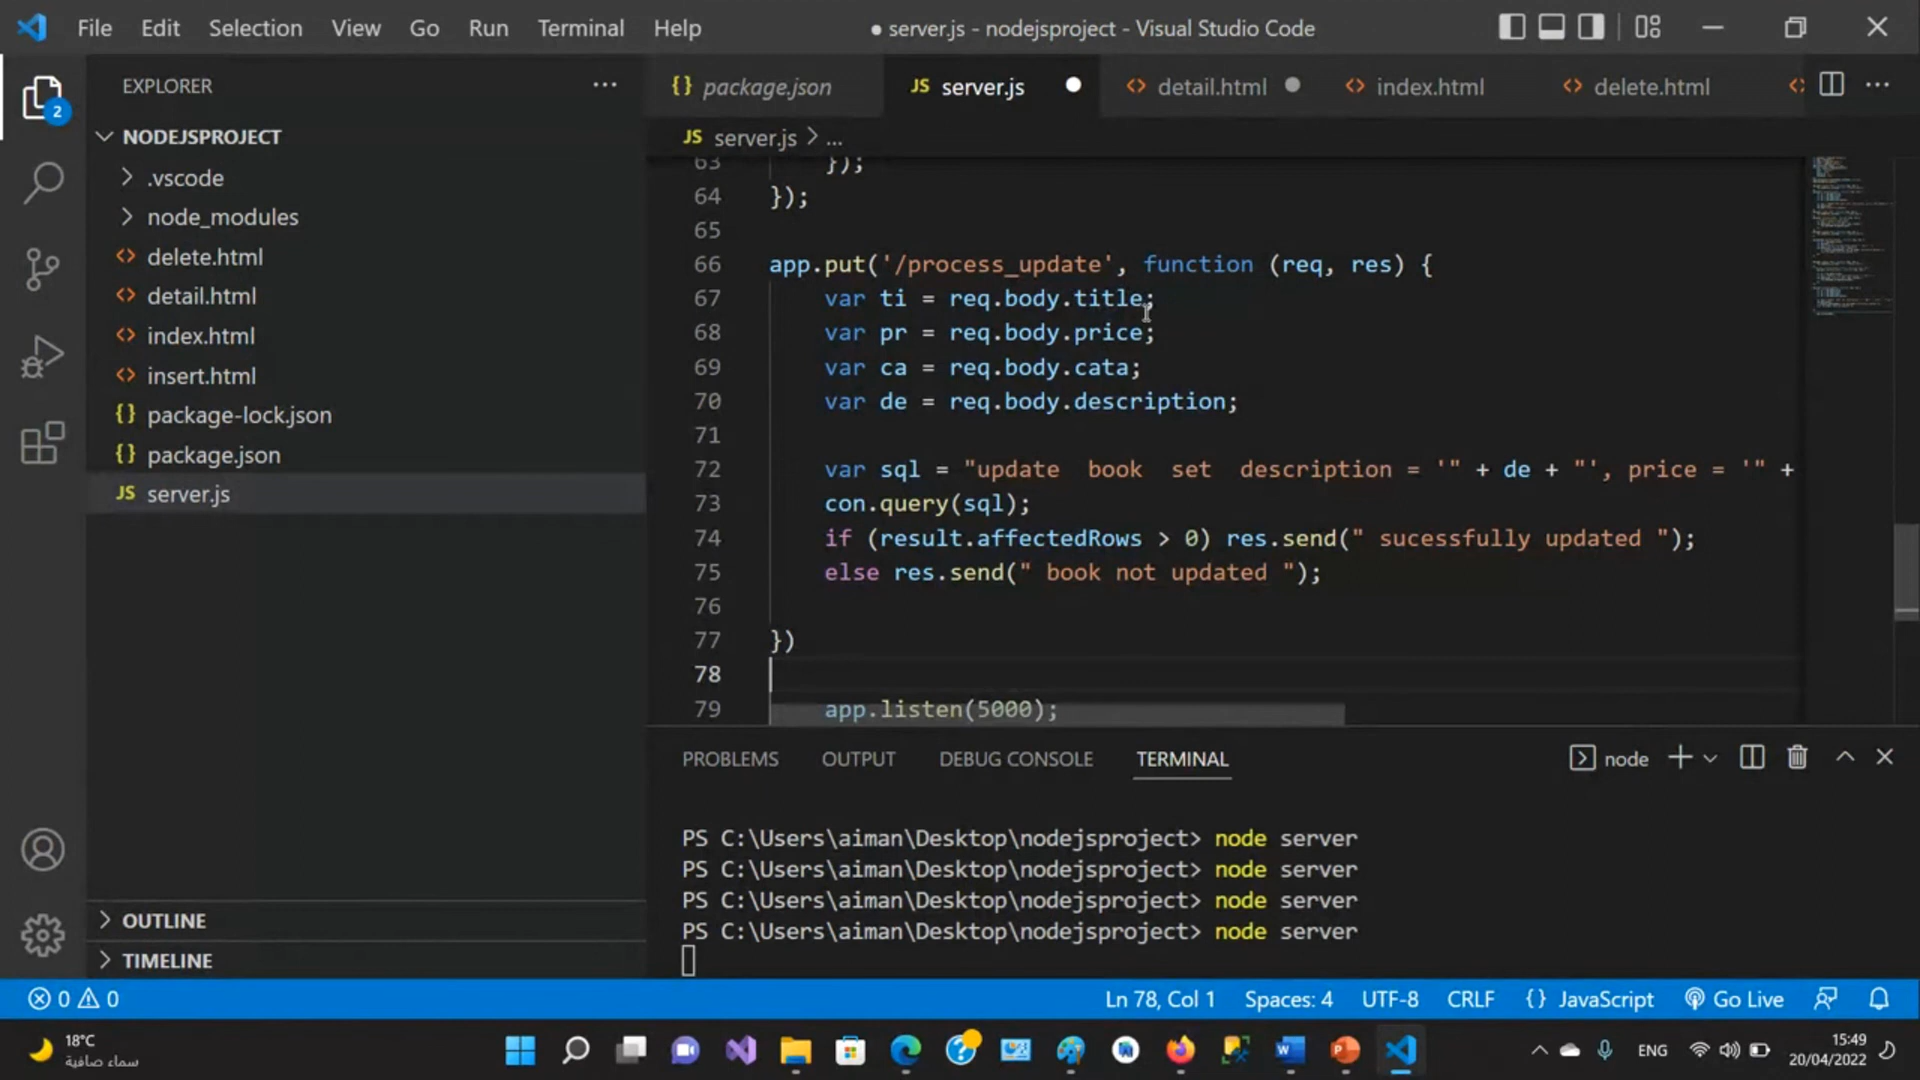 File Edit Selection View Go Run Terminal Help
● server.js - nodejsproject - Visual Studio Code
EXPLORER
{} package.json
JS server.js
<> detail.html
<> index.html
<> delete.html
<>
2
NODEJSPROJECT
JS server.js > ...
.vscode
node_modules
<> delete.html
<> detail.html
<> index.html
<> insert.html
{} package-lock.json
{} package.json
JS server.js
63 });
64 });
65
66 app.put('/process_update', function (req, res) {
67 var ti = req.body.title;
68 var pr = req.body.price;
69 var ca = req.body.cata;
70 var de = req.body.description;
71
72 var sql = "update  book  set  description = '" + de + "', price = '" +
73 con.query(sql);
74 if (result.affectedRows > 0) res.send(" sucessfully updated ");
75 else res.send(" book not updated ");
76
77 })
78
79 app.listen(5000);
PROBLEMS OUTPUT DEBUG CONSOLE TERMINAL
node
PS C:\Users\aiman\Desktop\nodejsproject> node server
PS C:\Users\aiman\Desktop\nodejsproject> node server
PS C:\Users\aiman\Desktop\nodejsproject> node server
PS C:\Users\aiman\Desktop\nodejsproject> node server
OUTLINE
TIMELINE
0 0
Ln 78, Col 1 Spaces: 4 UTF-8 CRLF {} JavaScript Go Live
18°C
سماء صافية
ENG
15:49
20/04/2022